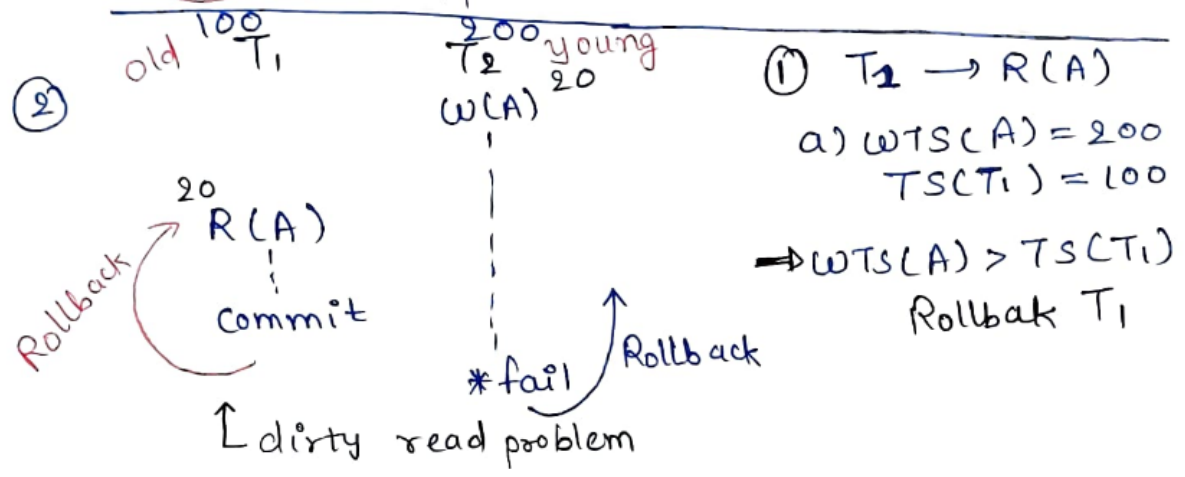 ②
old 100 T₁
200 T₂ young
W(A) 20
20
R(A)
commit
Rollback
*fail
Rollback
dirty read problem
① T₁ → R(A)
a) WTS(A) = 200
TS(T₁) = 100
⇒ WTS(A) > TS(T₁)
Rollbak T₁